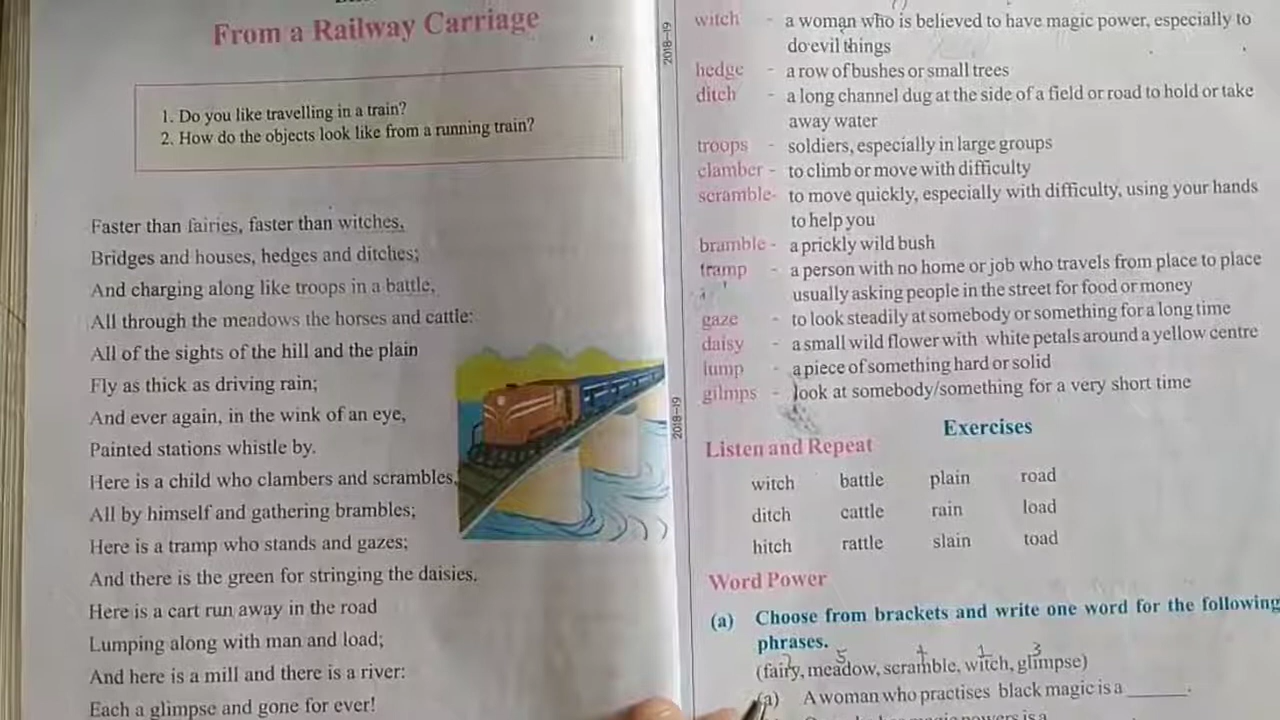 From a Railway Carriage
1. Do you like travelling in a train?
2. How do the objects look like from a running train?
Faster than fairies, faster than witches,
Bridges and houses, hedges and ditches;
And charging along like troops in a battle,
All through the meadows the horses and cattle:
All of the sights of the hill and the plain
Fly as thick as driving rain;
And ever again, in the wink of an eye,
Painted stations whistle by.
Here is a child who clambers and scrambles,
All by himself and gathering brambles;
Here is a tramp who stands and gazes;
And there is the green for stringing the daisies.
Here is a cart run away in the road
Lumping along with man and load;
And here is a mill and there is a river:
Each a glimpse and gone for ever!
2018-19
2018-19
witch - a woman who is believed to have magic power, especially to
do evil things
hedge - a row of bushes or small trees
ditch - a long channel dug at the side of a field or road to hold or take
away water
troops - soldiers, especially in large groups
clamber - to climb or move with difficulty
scramble- to move quickly, especially with difficulty, using your hands
to help you
bramble - a prickly wild bush
tramp - a person with no home or job who travels from place to place
usually asking people in the street for food or money
gaze - to look steadily at somebody or something for a long time
daisy - a small wild flower with white petals around a yellow centre
lump - a piece of something hard or solid
gilmps - look at somebody/something for a very short time
Exercises
Listen and Repeat
witch battle plain road
ditch cattle rain load
hitch rattle slain toad
Word Power
(a) Choose from brackets and write one word for the following
phrases.
2 5 4 1 3
(fairy, meadow, scramble, witch, glimpse)
(a) A woman who practises black magic is a ______.
magic powers is a